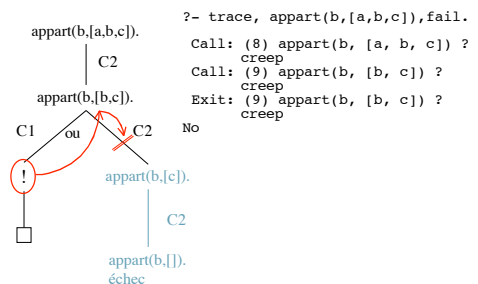 appart(b,[a,b,c]).
C2
appart(b,[b,c]).
C1
ou
C2
!
appart(b,[c]).
C2
appart(b,[]).
échec
?- trace, appart(b,[a,b,c]),fail.
Call: (8) appart(b, [a, b, c]) ?
creep
Call: (9) appart(b, [b, c]) ?
creep
Exit: (9) appart(b, [b, c]) ?
creep
No